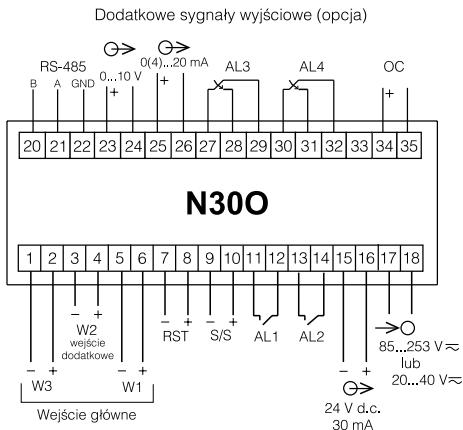 Dodatkowe sygnały wyjściowe (opcja)
RS-485
B A GND
0...10 V
+
0(4)...20 mA
+
AL3
AL4
OC
+
20 21 22 23 24 25 26 27 28 29 30 31 32 33 34 35
N30O
1 2 3 4 5 6 7 8 9 10 11 12 13 14 15 16 17 18
− +
W3
− +
W2
wejście
dodatkowe
− +
W1
Wejście główne
− +
RST
− +
S/S
AL1
AL2
− +
24 V d.c.
30 mA
85...253 V ≂
lub
20...40 V ≂